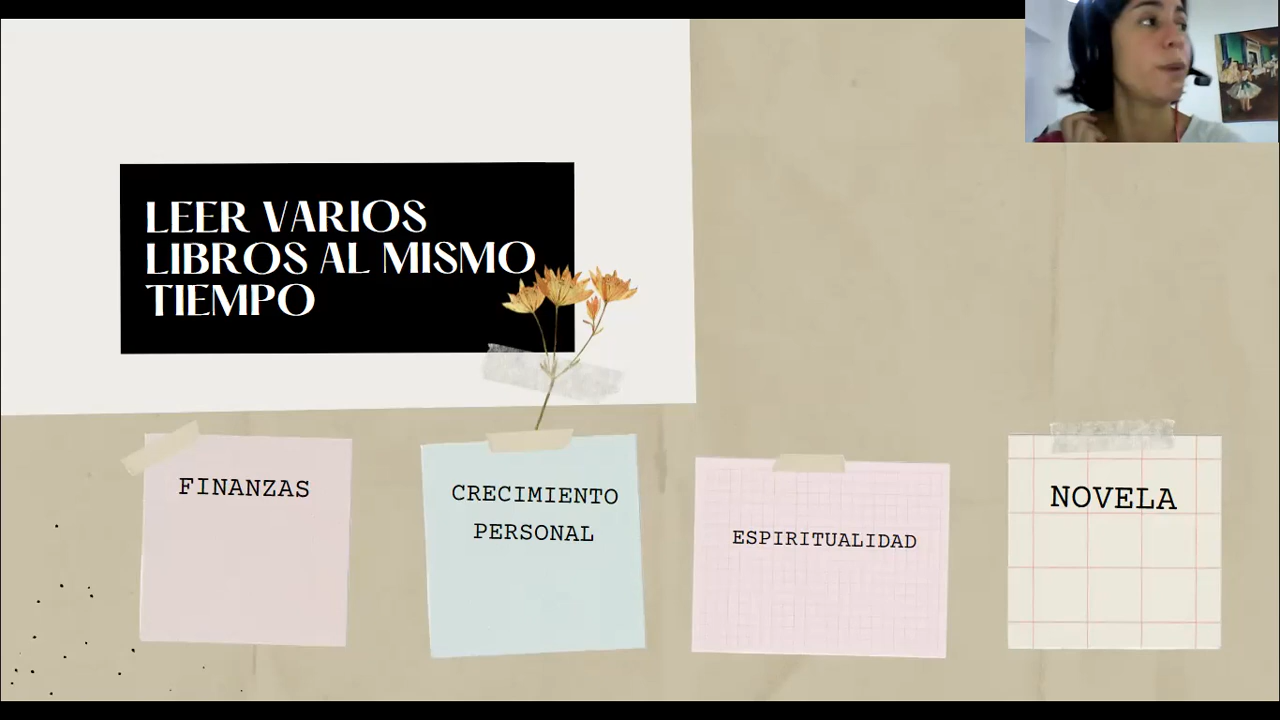 LEER VARIOS
LIBROS AL MISMO
TIEMPO
FINANZAS
CRECIMIENTO
PERSONAL
ESPIRITUALIDAD
NOVELA